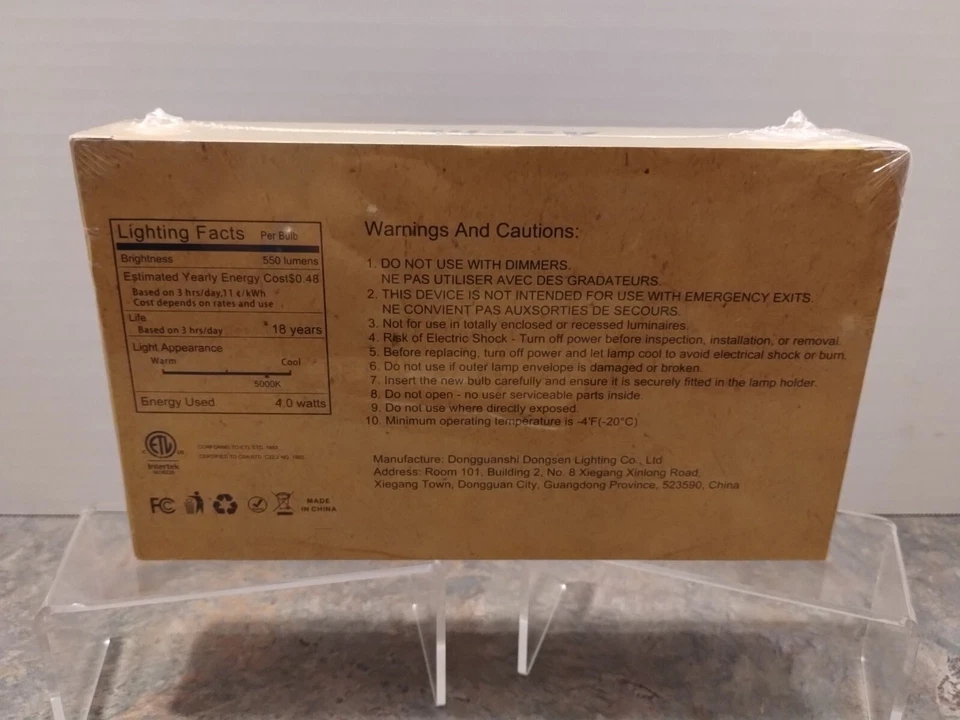 Lighting Facts Per Bulb
Brightness 550 lumens
Estimated Yearly Energy Cost$0.48
Based on 3 hrs/day,11 ¢/kWh
Cost depends on rates and use
Life
Based on 3 hrs/day 18 years
Light Appearance
Warm Cool
5000K
Energy Used 4.0 watts
ETL
Intertek
FC
MADE
IN CHINA
Warnings And Cautions:
1. DO NOT USE WITH DIMMERS.
NE PAS UTILISER AVEC DES GRADATEURS.
2. THIS DEVICE IS NOT INTENDED FOR USE WITH EMERGENCY EXITS.
NE CONVIENT PAS AUXSORTIES DE SECOURS.
3. Not for use in totally enclosed or recessed luminaires.
4. Risk of Electric Shock - Turn off power before inspection, installation, or removal.
5. Before replacing, turn off power and let lamp cool to avoid electrical shock or burn.
6. Do not use if outer lamp envelope is damaged or broken.
7. Insert the new bulb carefully and ensure it is securely fitted in the lamp holder.
8. Do not open - no user serviceable parts inside.
9. Do not use where directly exposed.
10. Minimum operating temperature is -4°F(-20°C)
Manufacture: Dongguanshi Dongsen Lighting Co., Ltd
Address: Room 101, Building 2, No. 8 Xiegang Xinlong Road,
Xiegang Town, Dongguan City, Guangdong Province, 523590, China